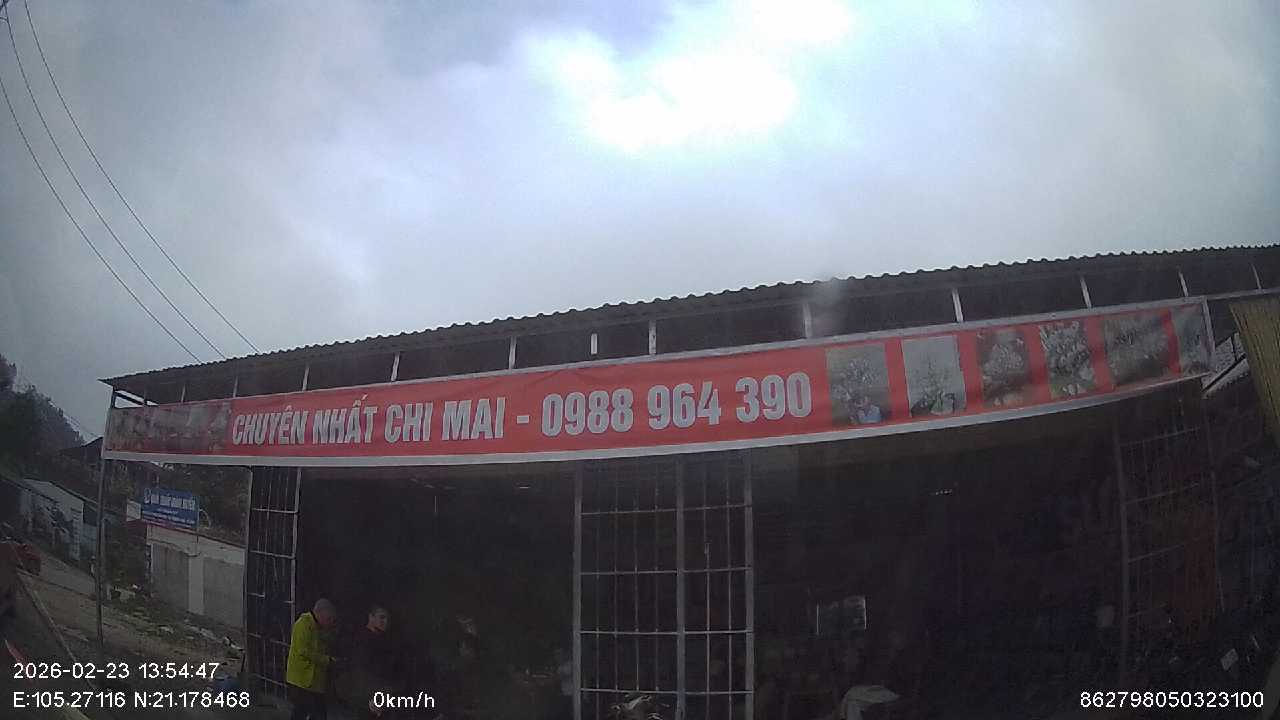 CHUYÊN NHẤT CHI MAI - 0988 964 390
2026-02-23 13:54:47
E:105.27116 N:21.178468
0km/h
862798050323100